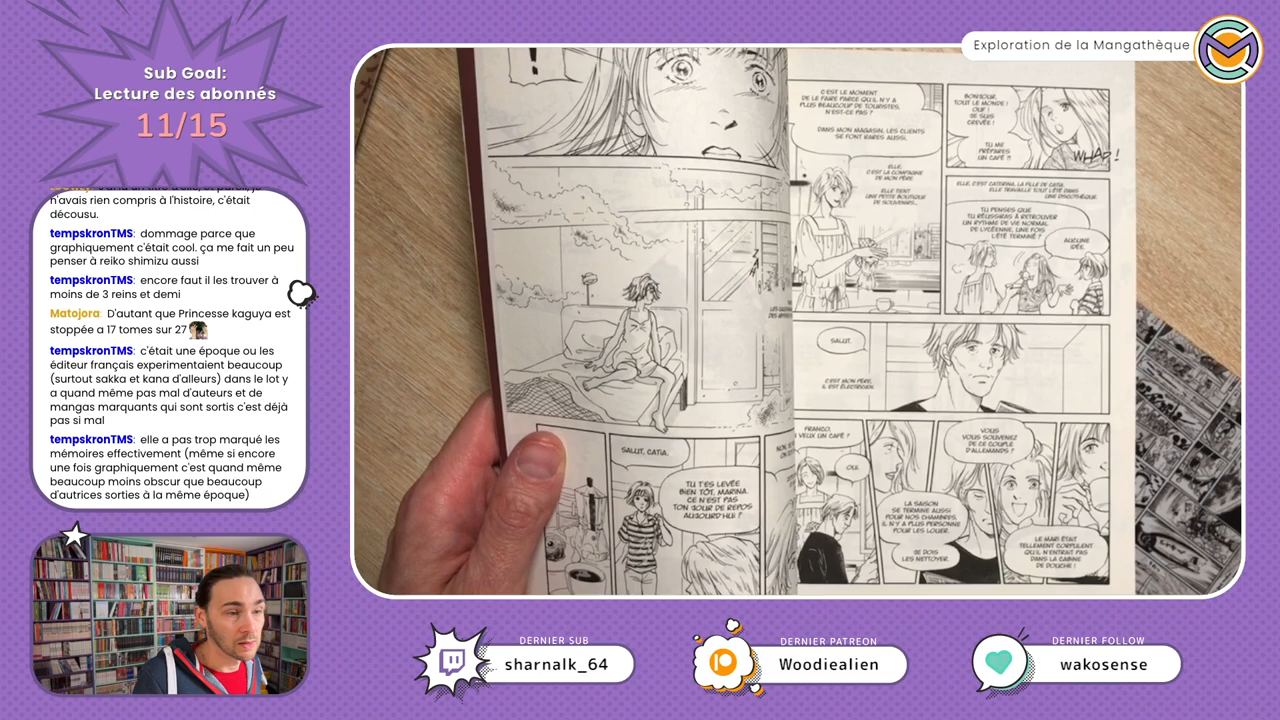 Sub Goal:
Lecture des abonnés
11/15
n'avais rien compris à l'histoire, c'était
décousu.
tempskronTMS: dommage parce que
graphiquement c'était cool. ça me fait un peu
penser à reiko shimizu aussi
tempskronTMS: encore faut il les trouver à
moins de 3 reins et demi
Matojora: D'autant que Princesse kaguya est
stoppée a 17 tomes sur 27
tempskronTMS: c'était une époque ou les
éditeur français experimentaient beaucoup
(surtout sakka et kana d'ailleurs) dans le lot y
a quand même pas mal d'auteurs et de
mangas marquants qui sont sortis c'est déjà
pas si mal
tempskronTMS: elle a pas trop marqué les
mémoires effectivement (même si encore
une fois graphiquement c'est quand même
beaucoup moins obscur que beaucoup
d'autrices sorties à la même époque)
Exploration de la Mangathèque
!
SALUT, CATIA.
TU T'ES LEVÉE
BIEN TÔT, MARINA.
CE N'EST PAS
TON JOUR DE REPOS
AUJOURD'HUI ?
C'EST LE MOMENT
DE LE FAIRE PARCE QU'IL N'Y A
PLUS BEAUCOUP DE TOURISTES,
N'EST-CE PAS ?
DANS MON MAGASIN, LES CLIENTS
SE FONT RARES AUSSI.
ELLE,
C'EST LA COMPAGNE
DE MON PÈRE.
ELLE TIENT
UNE PETITE BOUTIQUE
DE SOUVENIRS.
BONJOUR,
TOUT LE MONDE !
OUF !
JE SUIS
CREVÉE !
TU ME
PRÉPARES
UN CAFÉ ?!
WHAP !
ELLE, C'EST CATERINA, LA FILLE DE CATIA.
ELLE TRAVAILLE TOUT L'ÉTÉ DANS
UNE DISCOTHÈQUE.
TU PENSES QUE
TU RÉUSSIRAS À RETROUVER
UN RYTHME DE VIE NORMAL
DE LYCÉENNE, UNE FOIS
L'ÉTÉ TERMINÉ ?
AUCUNE
IDÉE.
SALUT.
C'EST MON PÈRE,
IL EST ÉLECTRICIEN.
FRANCO,
VEUX UN CAFÉ ?
OUI.
LA SAISON
SE TERMINE AUSSI
POUR NOS CHAMBRES,
IL N'Y A PLUS PERSONNE
POUR LES LOUER.
JE DOIS
LES NETTOYER.
VOUS
VOUS SOUVENEZ
DE CE COUPLE
D'ALLEMANDS ?
LE MARI ÉTAIT
TELLEMENT CORPULENT
QU'IL N'ENTRAIT PAS
DANS LA CABINE
DE DOUCHE !
DERNIER SUB
sharnalk_64
DERNIER PATREON
Woodiealien
DERNIER FOLLOW
wakosense